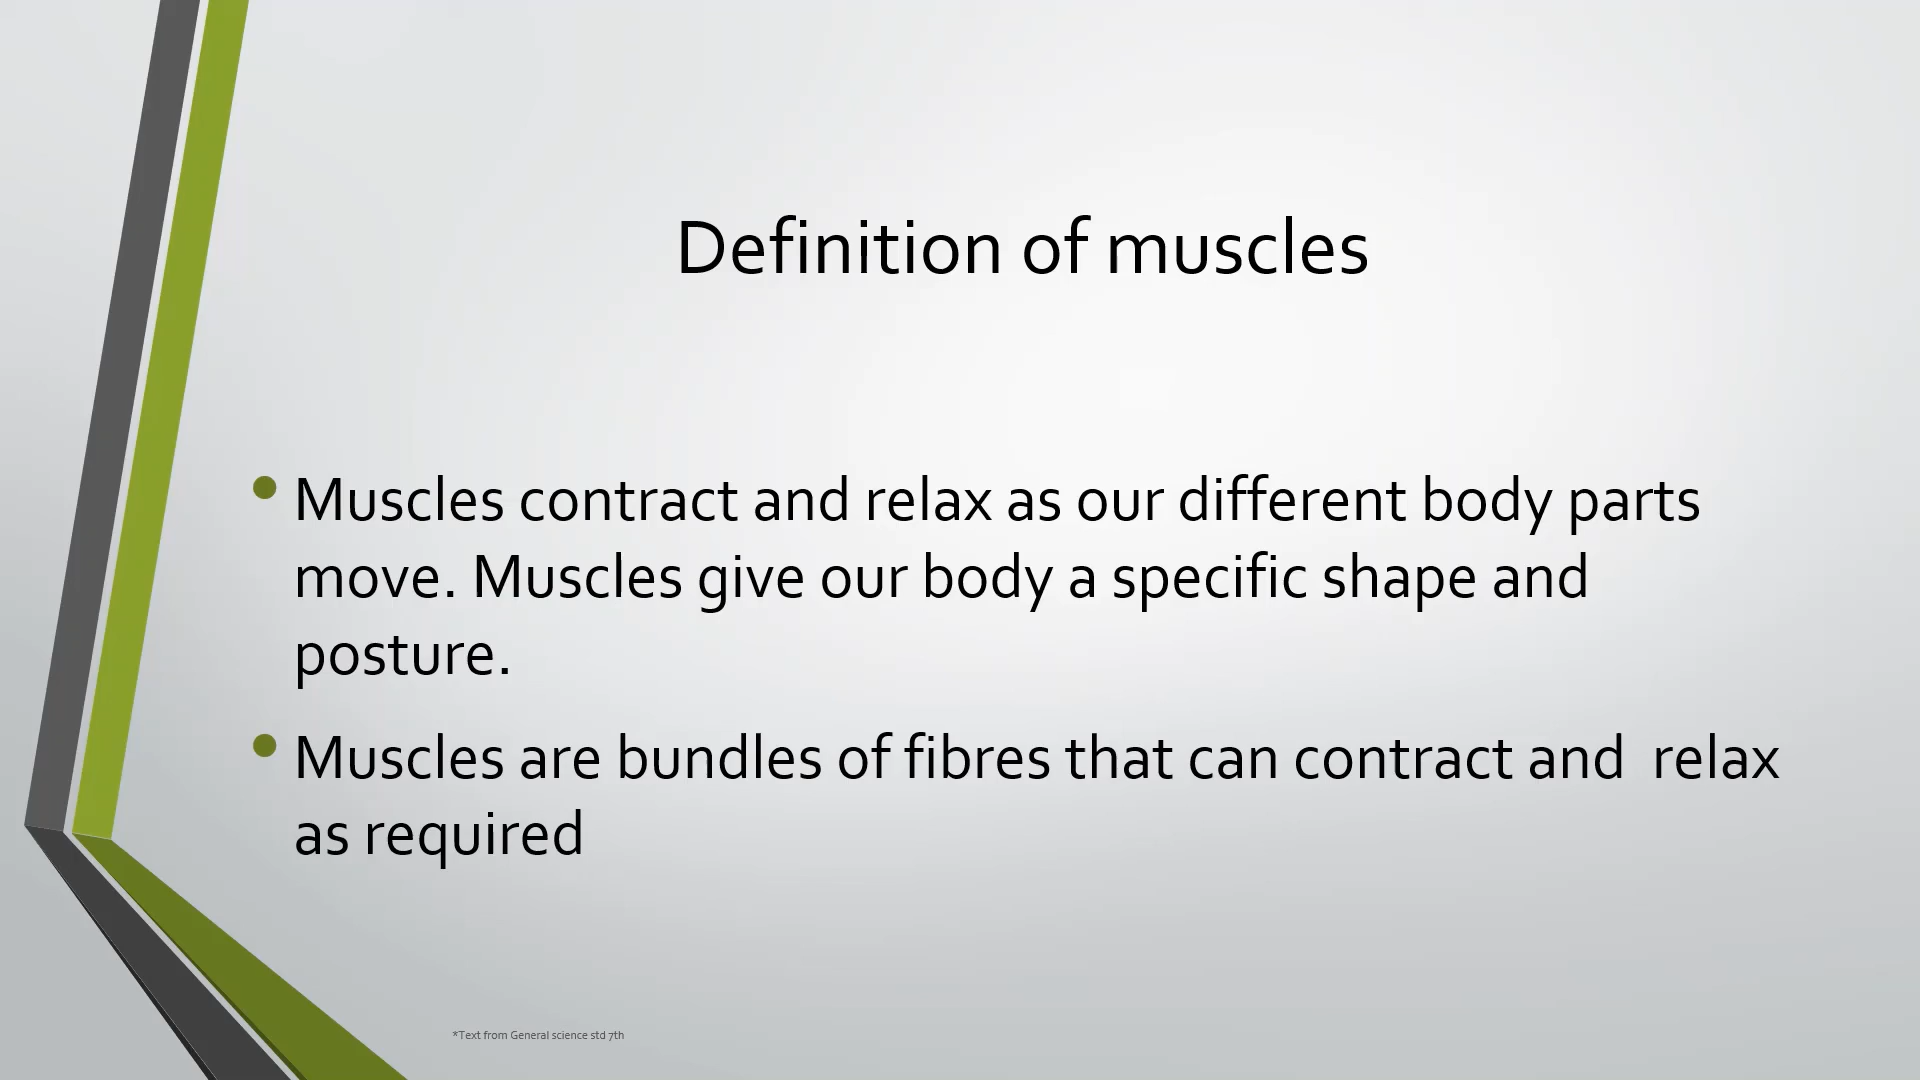 Definition of muscles
• Muscles contract and relax as our different body parts
move. Muscles give our body a specific shape and
posture.
• Muscles are bundles of fibres that can contract and  relax
as required
*Text from General science std 7th